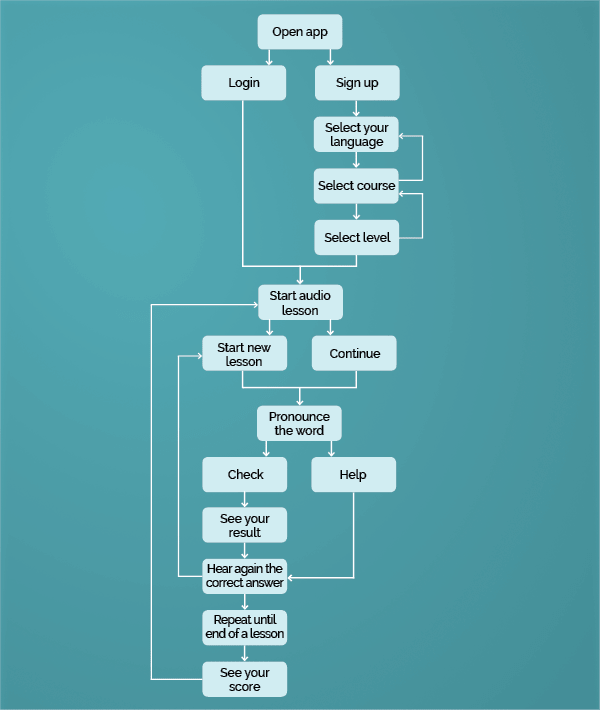 Open app
Login
Sign up
Select your
language
Select course
Select level
Start audio
lesson
Start new
lesson
Continue
Pronounce
the word
Check
Help
See your
result
Hear again the
correct answer
Repeat until
end of a lesson
See your
score